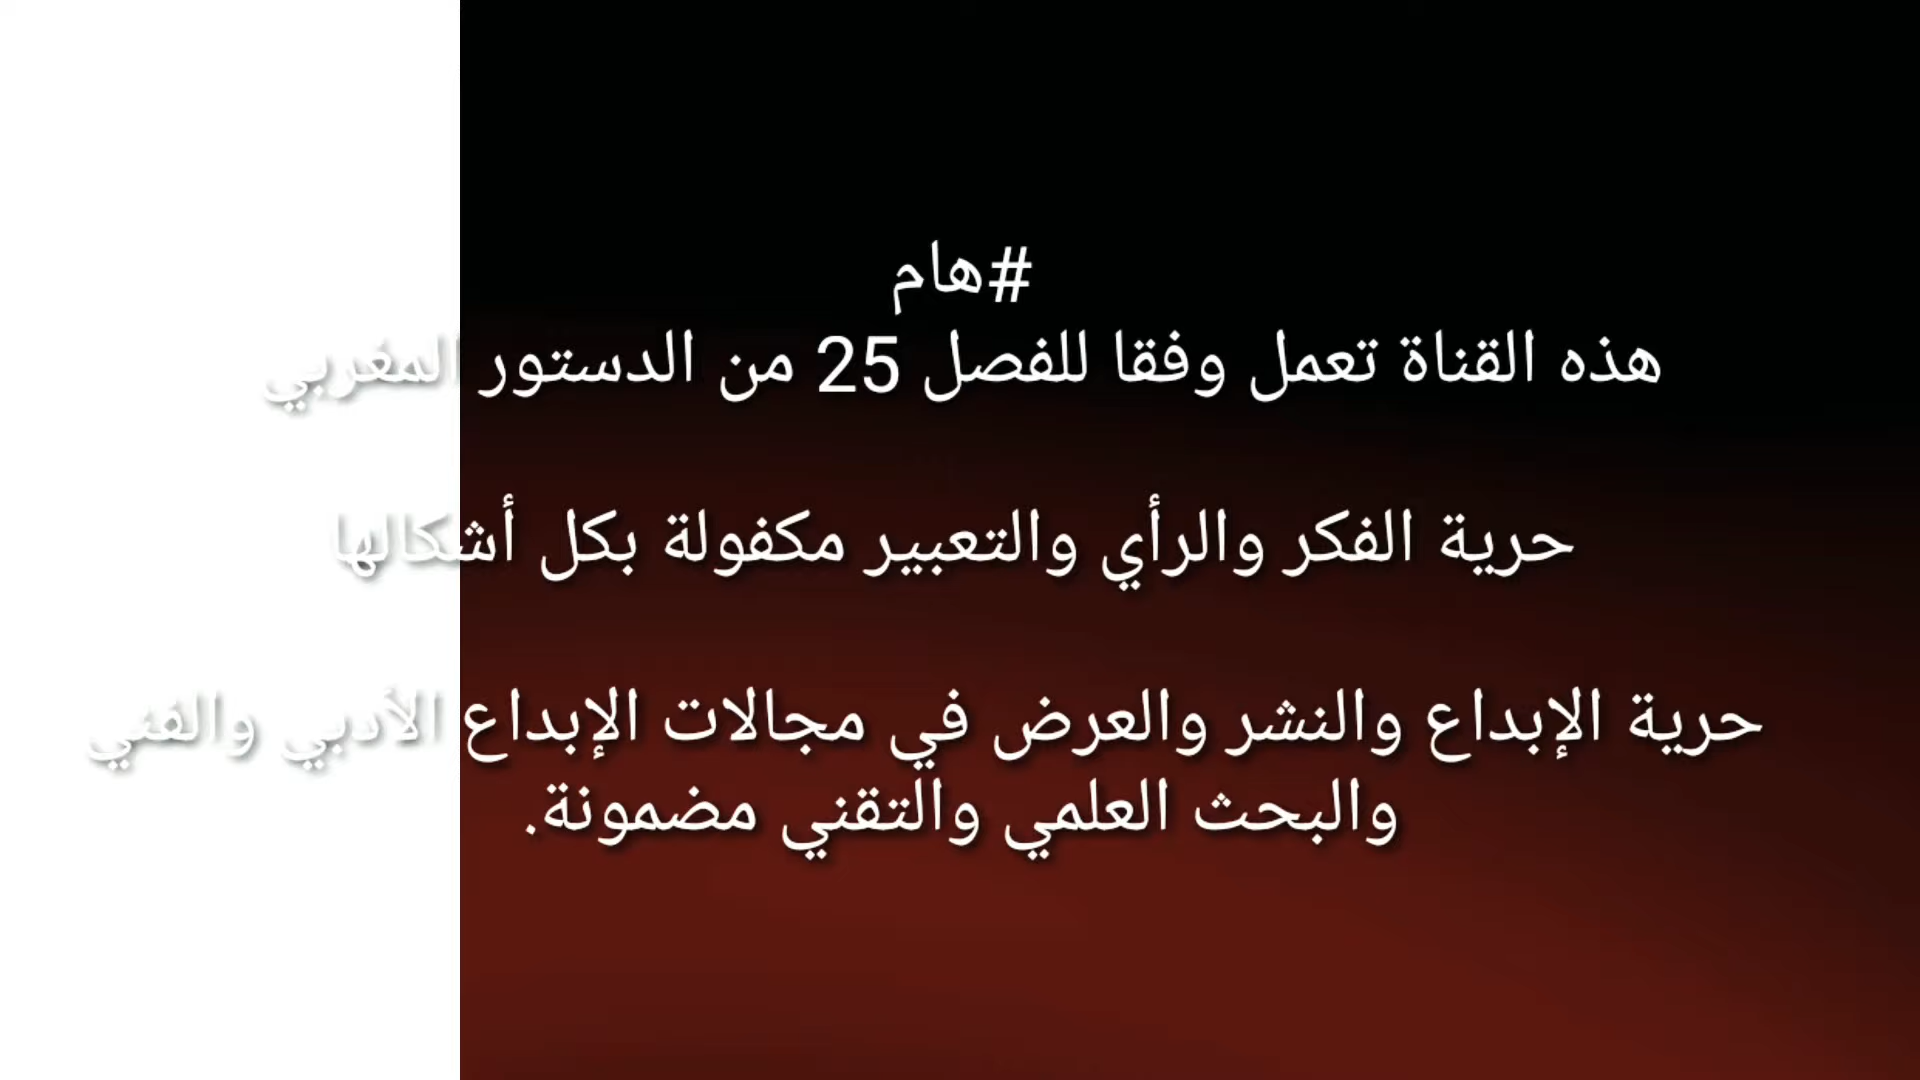 #هام
هذه القناة تعمل وفقا للفصل 25 من الدستور المغربي
حرية الفكر والرأي والتعبير مكفولة بكل أشكالها
حرية الإبداع والنشر والعرض في مجالات الإبداع الأدبي والفني
والبحث العلمي والتقني مضمونة.